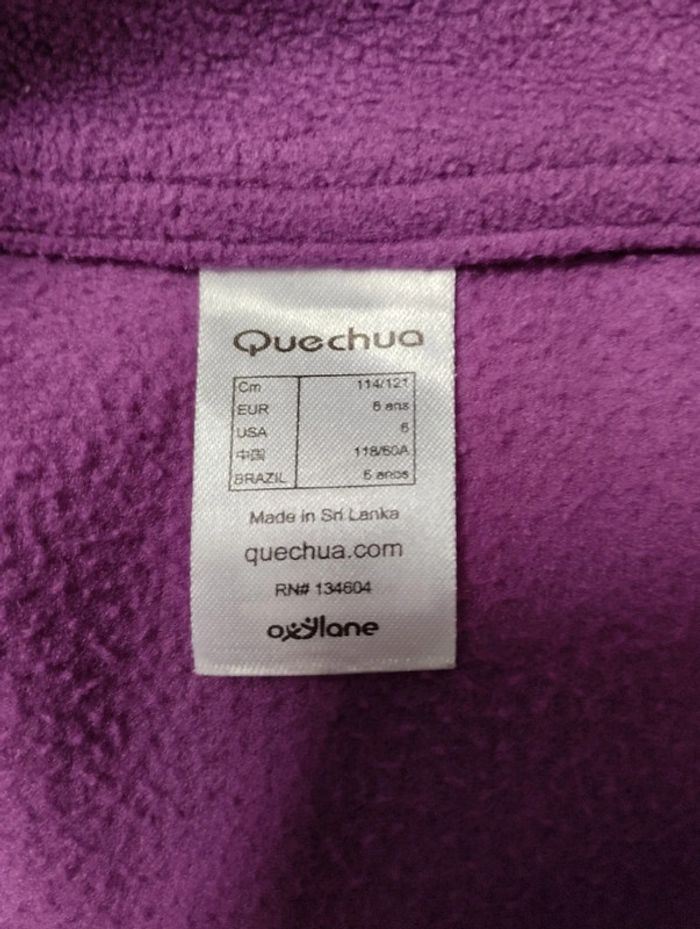 Quechua
Cm 114/121
EUR 6 ans
USA 6
中国 118/60A
BRAZIL 6 anos
Made in Sri Lanka
quechua.com
RN# 134604
oxylane